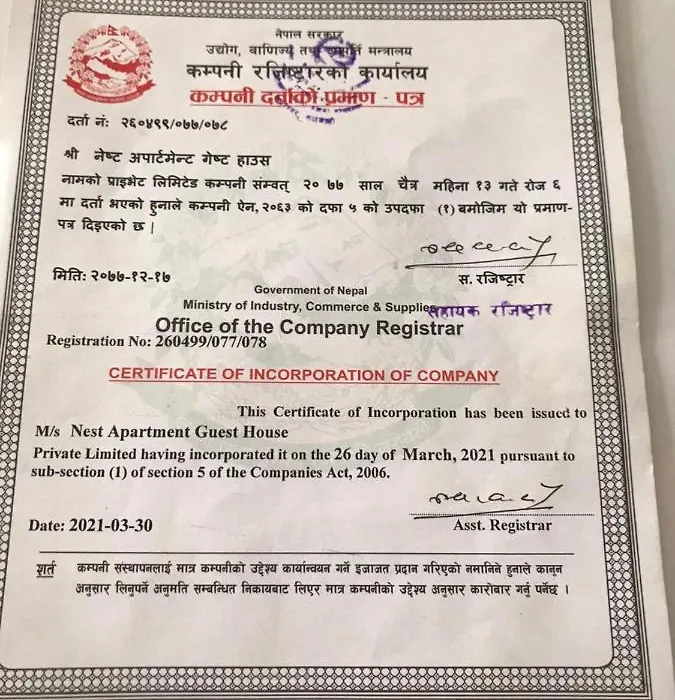 नेपाल सरकार
उद्योग, वाणिज्य तथा आपूर्ति मन्त्रालय
कम्पनी रजिष्ट्रारको कार्यालय
कम्पनी दर्ताको प्रमाण - पत्र
दर्ता नं: २६०४९९/०७७/०७८
श्री नेष्ट अपार्टमेन्ट गेष्ट हाउस
नामको प्राइभेट लिमिटेड कम्पनी संम्वत् २० ७७ साल चैत्र महिना १३ गते रोज ६
मा दर्ता भएको हुनाले कम्पनी ऐन, २०६३ को दफा ५ को उपदफा (१) बमोजिम यो प्रमाण-
पत्र दिइएको छ |
मिति: २०७७-१२-१७
स. रजिष्ट्रार
सहायक रजिष्ट्रार
Government of Nepal
Ministry of Industry, Commerce & Supplies
Office of the Company Registrar
Registration No: 260499/077/078
CERTIFICATE OF INCORPORATION OF COMPANY
This Certificate of Incorporation has been issued to
M/s Nest Apartment Guest House
Private Limited having incorporated it on the 26 day of March, 2021 pursuant to
sub-section (1) of section 5 of the Companies Act, 2006.
Date: 2021-03-30
Asst. Registrar
शर्त कम्पनी संस्थापनलाई मात्र कम्पनीको उद्देश्य कार्यान्वयन गर्ने इजाजत प्रदान गरिएको नमानिने हुनाले कानून
अनुसार लिनुपर्ने अनुमति सम्बन्धित निकायबाट लिएर मात्र कम्पनीको उद्देश्य अनुसार कारोबार गर्नु पर्नेछ ।